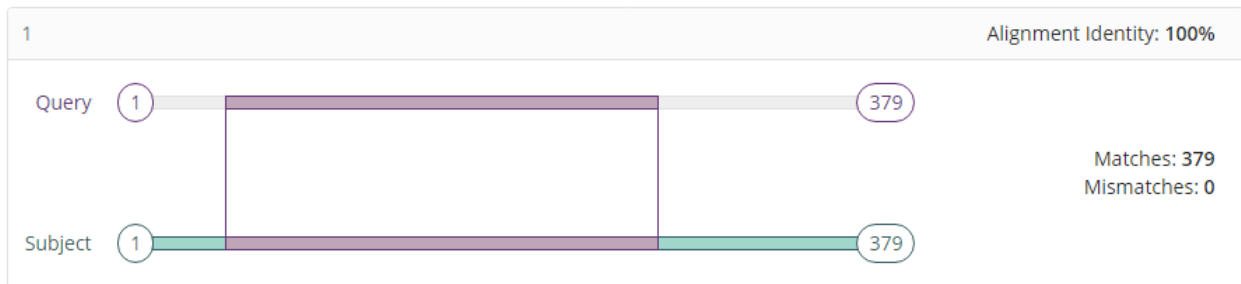 1 Alignment Identity: 100%
Query 1 379
Matches: 379
Mismatches: 0
Subject 1 379